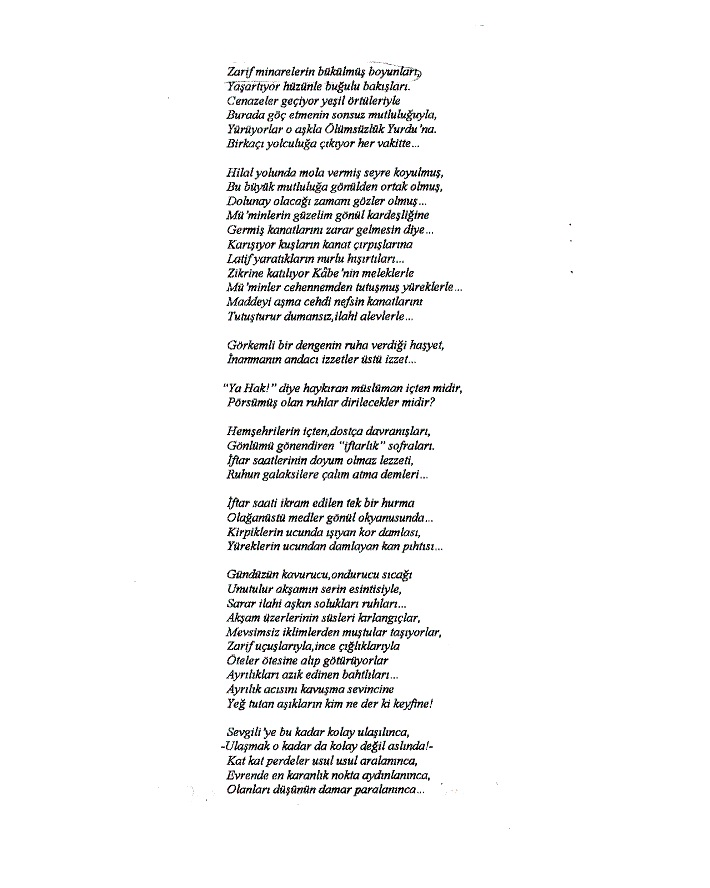 Zarif minarelerin bükülmüş boyunları,
Yaşartıyor hüzünle buğulu bakışları.
Cenazeler geçiyor yeşil örtüleriyle
Burada göç etmenin sonsuz mutluluğuyla,
Yürüyorlar o aşkla Ölümsüzlük Yurdu'na.
Birkaçı yolculuğa çıkıyor her vakitte...
Hilal yolunda mola vermiş seyre koyulmuş,
Bu büyük mutluluğa gönülden ortak olmuş,
Dolunay olacağı zamanı gözler olmuş...
Mü'minlerin güzelim gönül kardeşliğine
Germiş kanatlarını zarar gelmesin diye...
Karışıyor kuşların kanat çırpışlarına
Latif yaratıkların nurlu hışırtıları...
Zikrine katılıyor Kâbe'nin meleklerle
Mü'minler cehennemden tutuşmuş yüreklerle...
Maddeyi aşma cehdi nefsin kanatlarını
Tutuşturur dumansız,ilahi alevlerle...
Görkemli bir dengenin ruha verdiği haşyet,
İnanmanın andacı izzetler üstü izzet...
"Ya Hak!" diye haykıran müslüman içten midir,
Pörsümüş olan ruhlar dirilecekler midir?
Hemşehrilerin içten,dostça davranışları,
Gönlümü gönendiren "iftarlık" sofraları.
İftar saatlerinin doyum olmaz lezzeti,
Ruhun galaksilere çalım atma demleri...
İftar saati ikram edilen tek bir hurma
Olağanüstü medler gönül okyanusunda...
Kirpiklerin ucunda ışıyan kor damlası,
Yüreklerin ucundan damlayan kan pıhtısı...
Gündüzün kavurucu,ondurucu sıcağı
Unutulur akşamın serin esintisiyle,
Sarar ilahi aşkın solukları ruhları...
Akşam üzerlerinin süsleri kırlangıçlar,
Mevsimsiz iklimlerden muştular taşıyorlar,
Zarif uçuşlarıyla,ince çığlıklarıyla
Öteler ötesine alıp götürüyorlar
Ayrılıkları azık edinen bahtlıları...
Ayrılık acısını kavuşma sevincine
Yeğ tutan aşıkların kim ne der ki keyfine!
Sevgili'ye bu kadar kolay ulaşılınca,
-Ulaşmak o kadar da kolay değil aslında!-
Kat kat perdeler usul usul aralanınca,
Evrende en karanlık nokta aydınlanınca,
Olanları düşünün damar paralanınca...